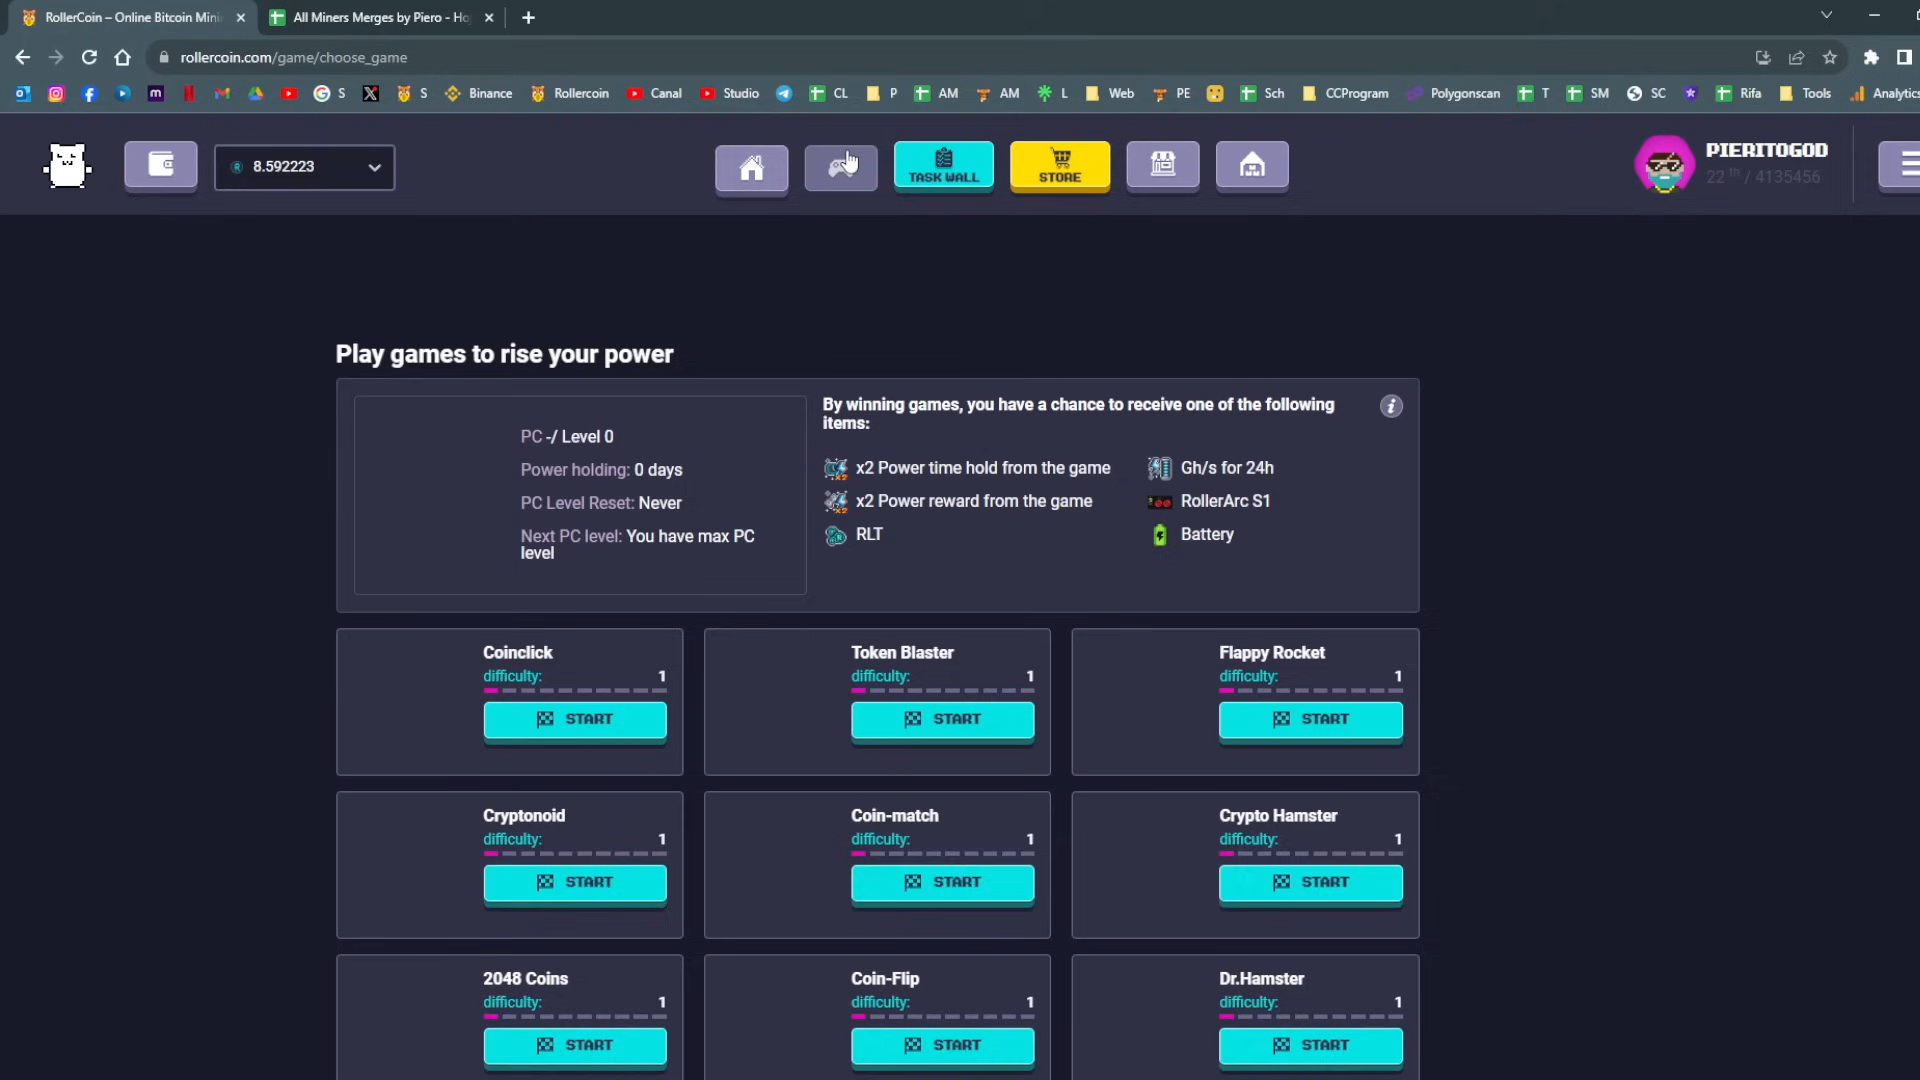 RollerCoin – Online Bitcoin Mini
All Miners Merges by Piero - Ho
rollercoin.com/game/choose_game
S
S
Binance
Rollercoin
Canal
Studio
CL
P
AM
AM
L
Web
PE
Sch
CCProgram
Polygonscan
T
SM
SC
Rifa
Tools
Analytics
8.592223
TASK WALL
STORE
PIERITOGOD
22 th / 4135456
Play games to rise your power
PC -/ Level 0
Power holding: 0 days
PC Level Reset: Never
Next PC level: You have max PC
level
By winning games, you have a chance to receive one of the following
items:
x2 Power time hold from the game
Gh/s for 24h
x2 Power reward from the game
RollerArc S1
RLT
Battery
Coinclick
difficulty: 1
START
Token Blaster
difficulty: 1
START
Flappy Rocket
difficulty: 1
START
Cryptonoid
difficulty: 1
START
Coin-match
difficulty: 1
START
Crypto Hamster
difficulty: 1
START
2048 Coins
difficulty: 1
START
Coin-Flip
difficulty: 1
START
Dr.Hamster
difficulty: 1
START